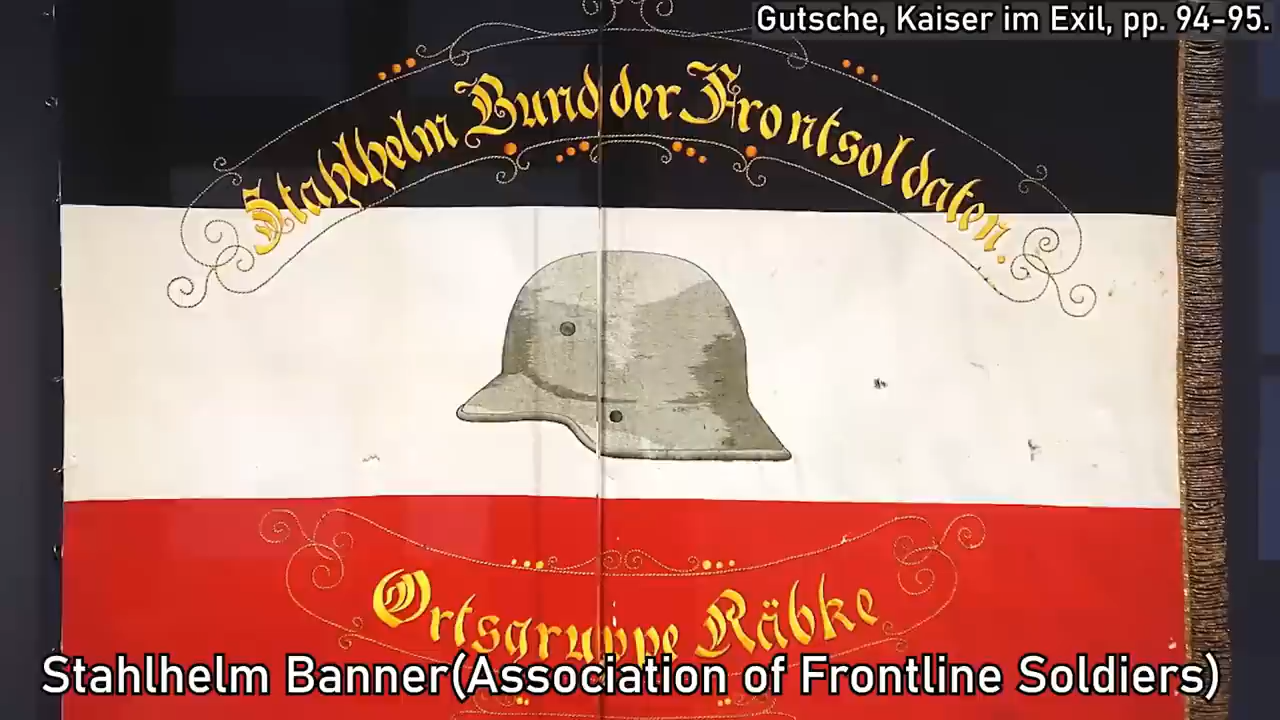 Gutsche, Kaiser im Exil, pp. 94-95.
Stahlhelm Bund der Frontsoldaten.
Ortsgruppe Räbke
Stahlhelm Banner(Association of Frontline Soldiers)